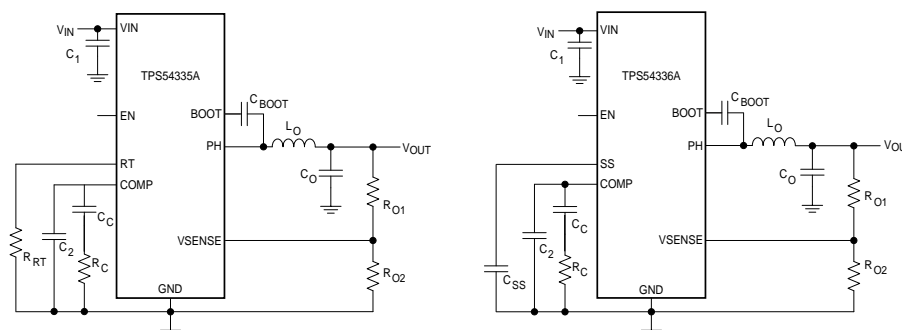 VIN
VIN
C1
TPS54335A
EN
BOOT
CBOOT
LO
PH
VOUT
RT
COMP
CO
RO1
CC
VSENSE
C2
RRT
RC
RO2
GND
VIN
VIN
C1
TPS54336A
EN
BOOT
CBOOT
LO
PH
VOU
SS
COMP
CO
RO1
CC
VSENSE
C2
RC
CSS
RO2
GND